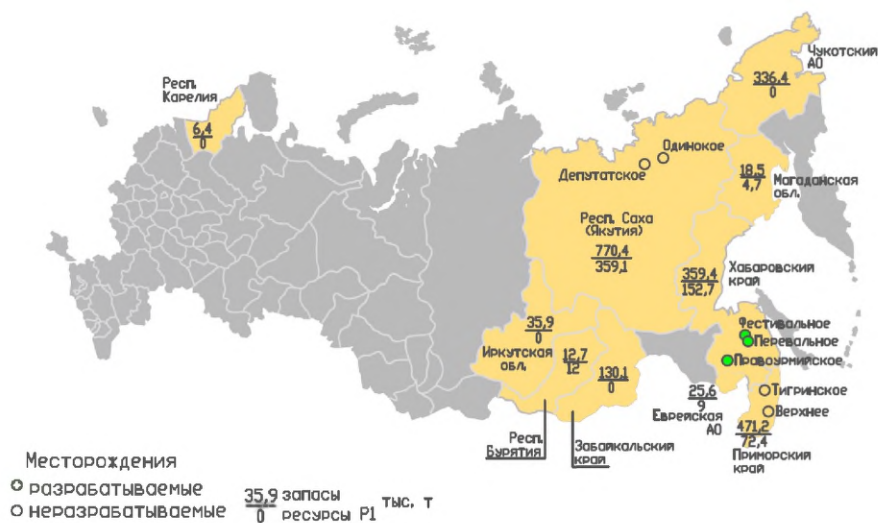 Чукотский
АО
336,4
0
Респ.
Карелия
6,4
0
Одинокое
Депутатское
18,5
4,7
Магаданская
обл.
Респ. Саха
(Якутия)
770,4
359,1
359,4
152,7
Хабаровский
край
Фестивальное
Перевальное
Правоурмийское
35,9
0
Иркутская
обл.
12,7
12
130,1
0
Тигринское
Верхнее
25,6
9
Еврейская
АО
471,2
72,4
Приморский
край
Респ.
Бурятия
Забайкальский
край
Месторождения
разрабатываемые
неразрабатываемые
35,9 запасы
0 ресурсы Р1
тыс. т